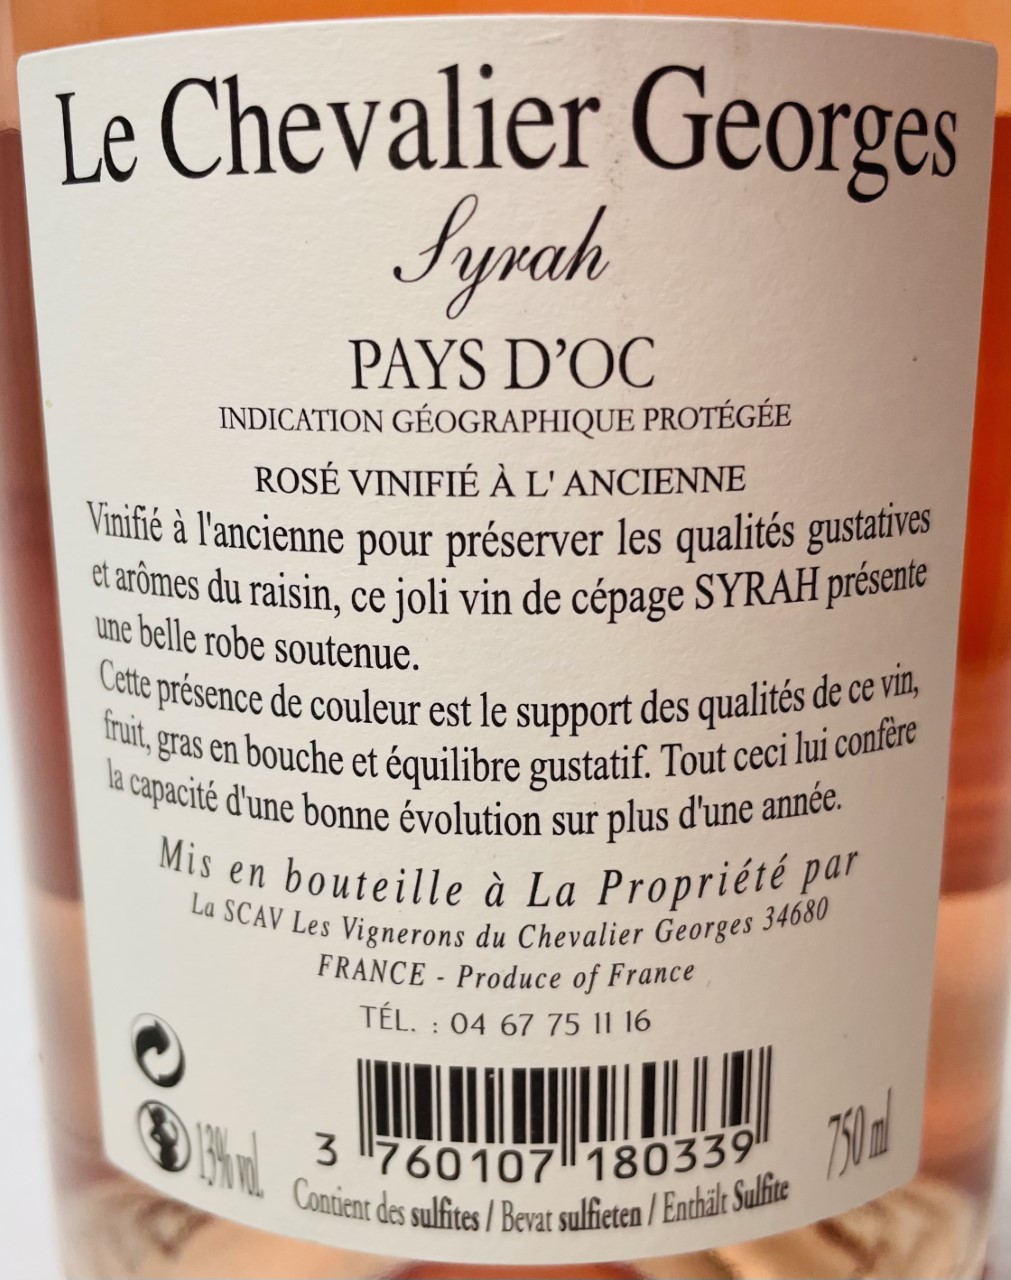 Le Chevalier Georges
Syrah
PAYS D'OC
INDICATION GÉOGRAPHIQUE PROTÉGÉE
ROSÉ VINIFIÉ À L' ANCIENNE
Vinifié à l'ancienne pour préserver les qualités gustatives
et arômes du raisin, ce joli vin de cépage SYRAH présente
une belle robe soutenue.
Cette présence de couleur est le support des qualités de ce vin,
fruit, gras en bouche et équilibre gustatif. Tout ceci lui confère
la capacité d'une bonne évolution sur plus d'une année.
Mis en bouteille à La Propriété par
La SCAV Les Vignerons du Chevalier Georges 34680
FRANCE - Produce of France
TÉL. : 04 67 75 11 16
13% vol.
3 760107 180339
750 ml
Contient des sulfites / Bevat sulfieten / Enthält Sulfite